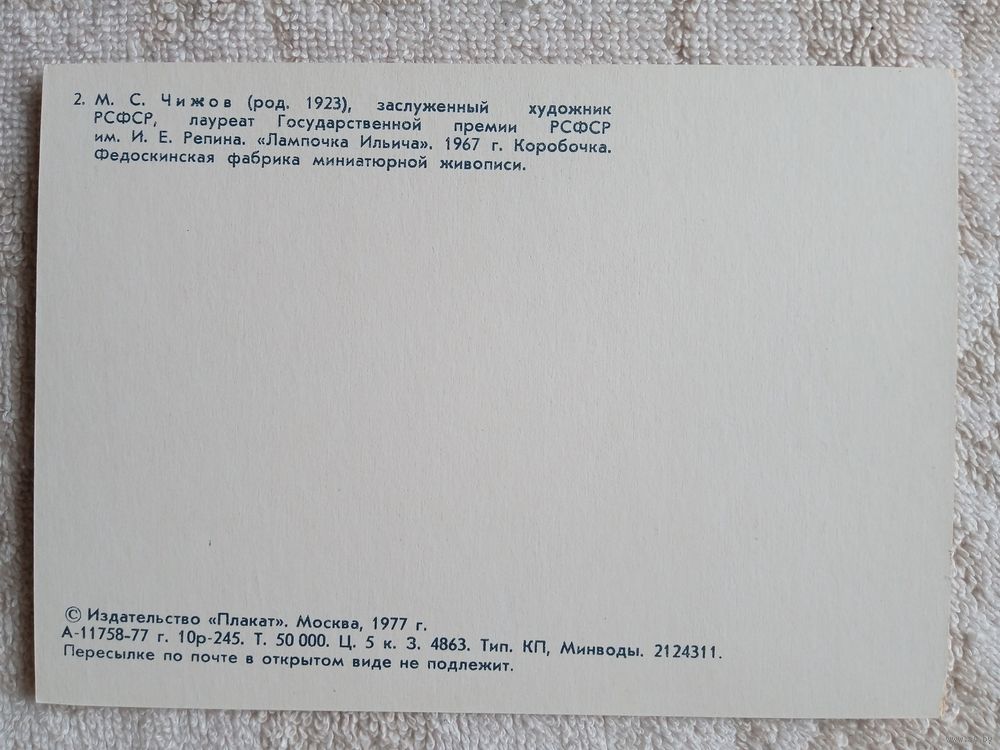 2. М. С. Чижов (род. 1923), заслуженный художник
РСФСР, лауреат Государственной премии РСФСР
им. И. Е. Репина. «Лампочка Ильича». 1967 г. Коробочка.
Федоскинская фабрика миниатюрной живописи.
© Издательство «Плакат». Москва, 1977 г.
А-11758-77 г. 10р-245. Т. 50 000. Ц. 5 к. З. 4863. Тип. КП, Минводы. 2124311.
Пересылке по почте в открытом виде не подлежит.